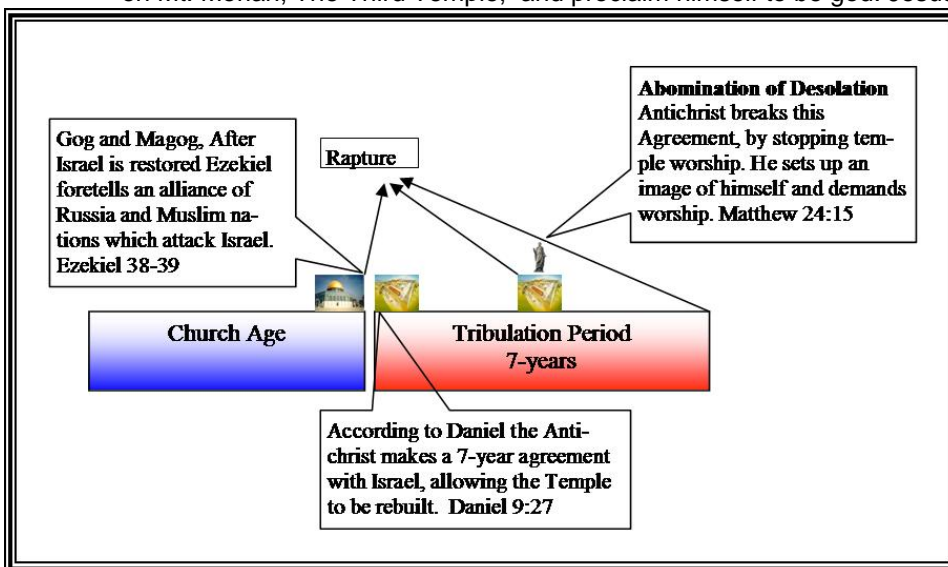 on Mt. Moriah, The Third Temple, and proclaim himself to be god.
Gog and Magog, After
Israel is restored Ezekiel
foretells an alliance of
Russia and Muslim na-
tions which attack Israel.
Ezekiel 38-39
Rapture
Abomination of Desolation
Antichrist breaks this
Agreement, by stopping tem-
ple worship. He sets up an
image of himself and demands
worship. Matthew 24:15
Church Age
Tribulation Period
7-years
According to Daniel the Anti-
christ makes a 7-year agreement
with Israel, allowing the Temple
to be rebuilt. Daniel 9:27